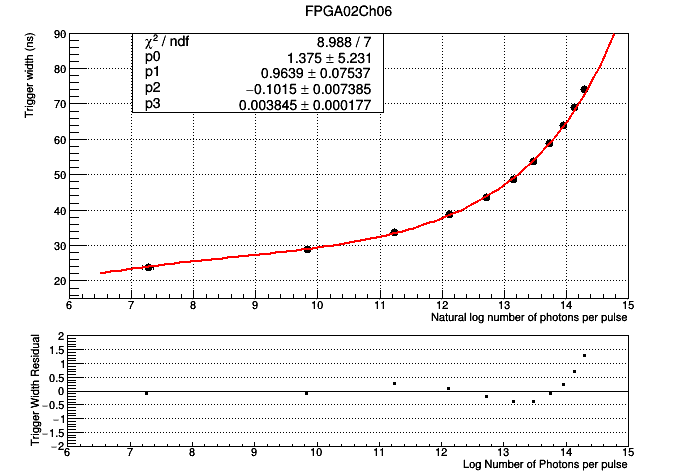 FPGA02Ch06
χ² / ndf 8.988 / 7
p0 1.375 ± 5.231
p1 0.9639 ± 0.07537
p2 −0.1015 ± 0.007385
p3 0.003845 ± 0.000177
Trigger width (ns)
90
80
70
60
50
40
30
20
6 7 8 9 10 11 12 13 14 15
Natural log number of photons per pulse
Trigger Width Residual
2
1.5
1
0.5
0
−0.5
−1
−1.5
−2
6 7 8 9 10 11 12 13 14 15
Log Number of Photons per pulse